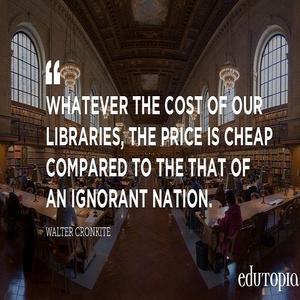 “
WHATEVER THE COST OF OUR
LIBRARIES, THE PRICE IS CHEAP
COMPARED TO THE THAT OF
AN IGNORANT NATION.
WALTER CRONKITE
edutopia